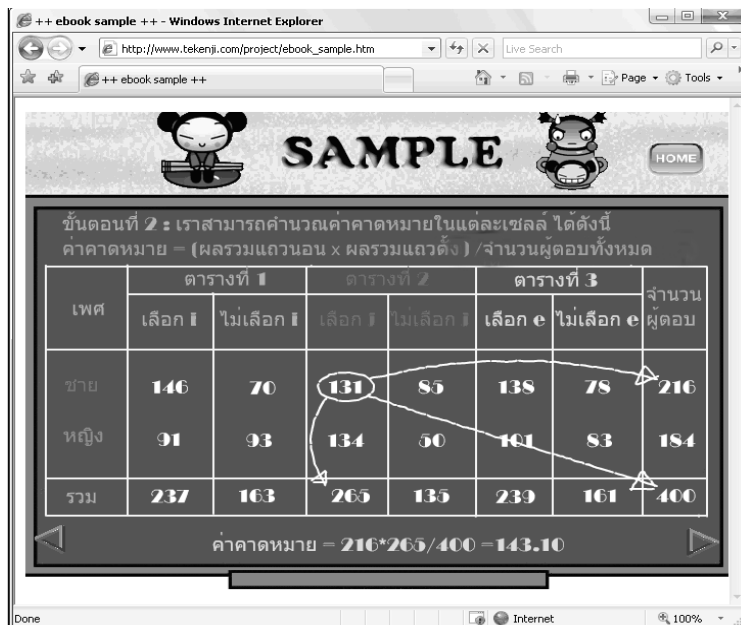 ++ ebook sample ++ - Windows Internet Explorer
http://www.tekenji.com/project/ebook_sample.htm Live Search
++ ebook sample ++ Page Tools
SAMPLE
HOME
ขั้นตอนที่ 2 : เราสามารถคำนวณค่าคาดหมายในแต่ละเซลล์ ได้ดังนี้
ค่าคาดหมาย = (ผลรวมแถวนอน x ผลรวมแถวตั้ง ) /จำนวนผู้ตอบทั้งหมด
เพศ ตารางที่ 1 ตารางที่ 2 ตารางที่ 3 จำนวนผู้ตอบ
เลือก i ไม่เลือก i เลือก j ไม่เลือก j เลือก e ไม่เลือก e
ชาย 146 70 131 85 138 78 216
หญิง 91 93 134 50 101 83 184
รวม 237 163 265 135 239 161 400
ค่าคาดหมาย = 216*265/400 =143.10
Done Internet 100%